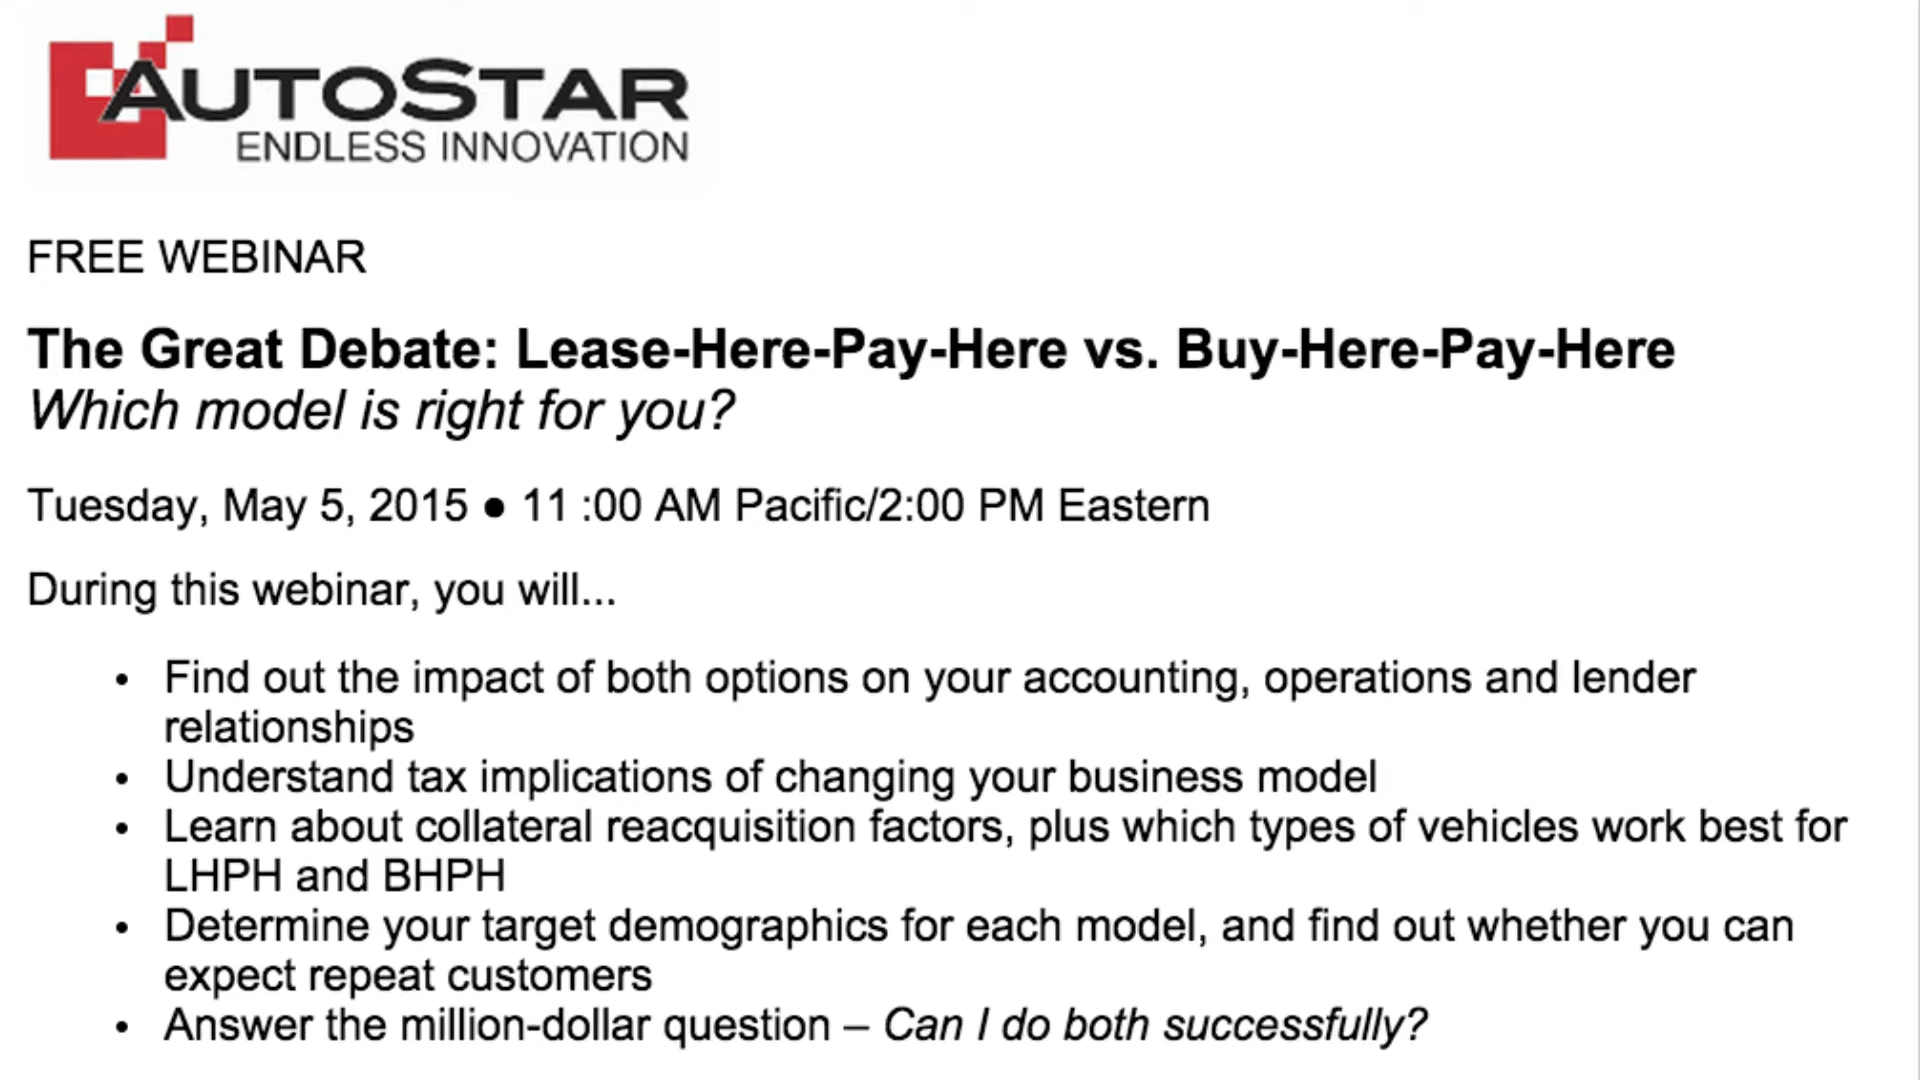 AUTOSTAR
ENDLESS INNOVATION
FREE WEBINAR
The Great Debate: Lease-Here-Pay-Here vs. Buy-Here-Pay-Here
Which model is right for you?
Tuesday, May 5, 2015 ● 11 :00 AM Pacific/2:00 PM Eastern
During this webinar, you will...
• Find out the impact of both options on your accounting, operations and lender
relationships
• Understand tax implications of changing your business model
• Learn about collateral reacquisition factors, plus which types of vehicles work best for
LHPH and BHPH
• Determine your target demographics for each model, and find out whether you can
expect repeat customers
• Answer the million-dollar question – Can I do both successfully?